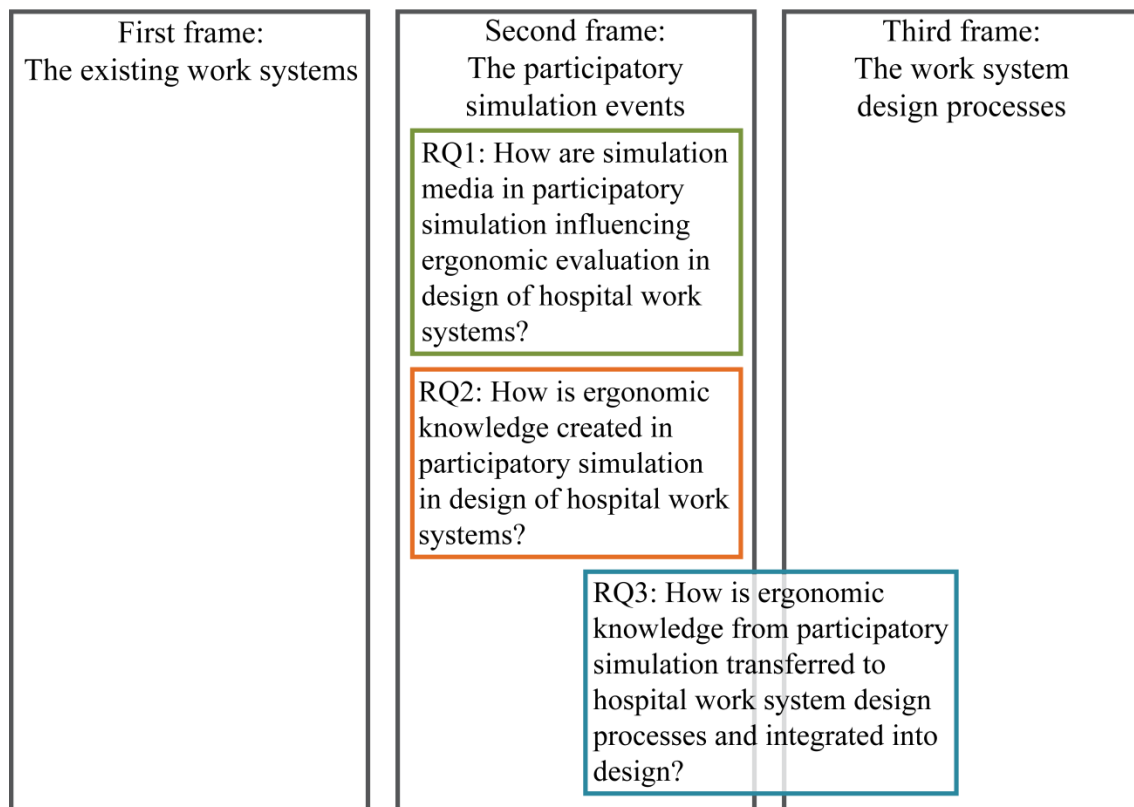 First frame:
The existing work systems
Second frame:
The participatory
simulation events
Third frame:
The work system
design processes
RQ1: How are simulation
media in participatory
simulation influencing
ergonomic evaluation in
design of hospital work
systems?
RQ2: How is ergonomic
knowledge created in
participatory simulation
in design of hospital work
systems?
RQ3: How is ergonomic
knowledge from participatory
simulation transferred to
hospital work system design
processes and integrated into
design?